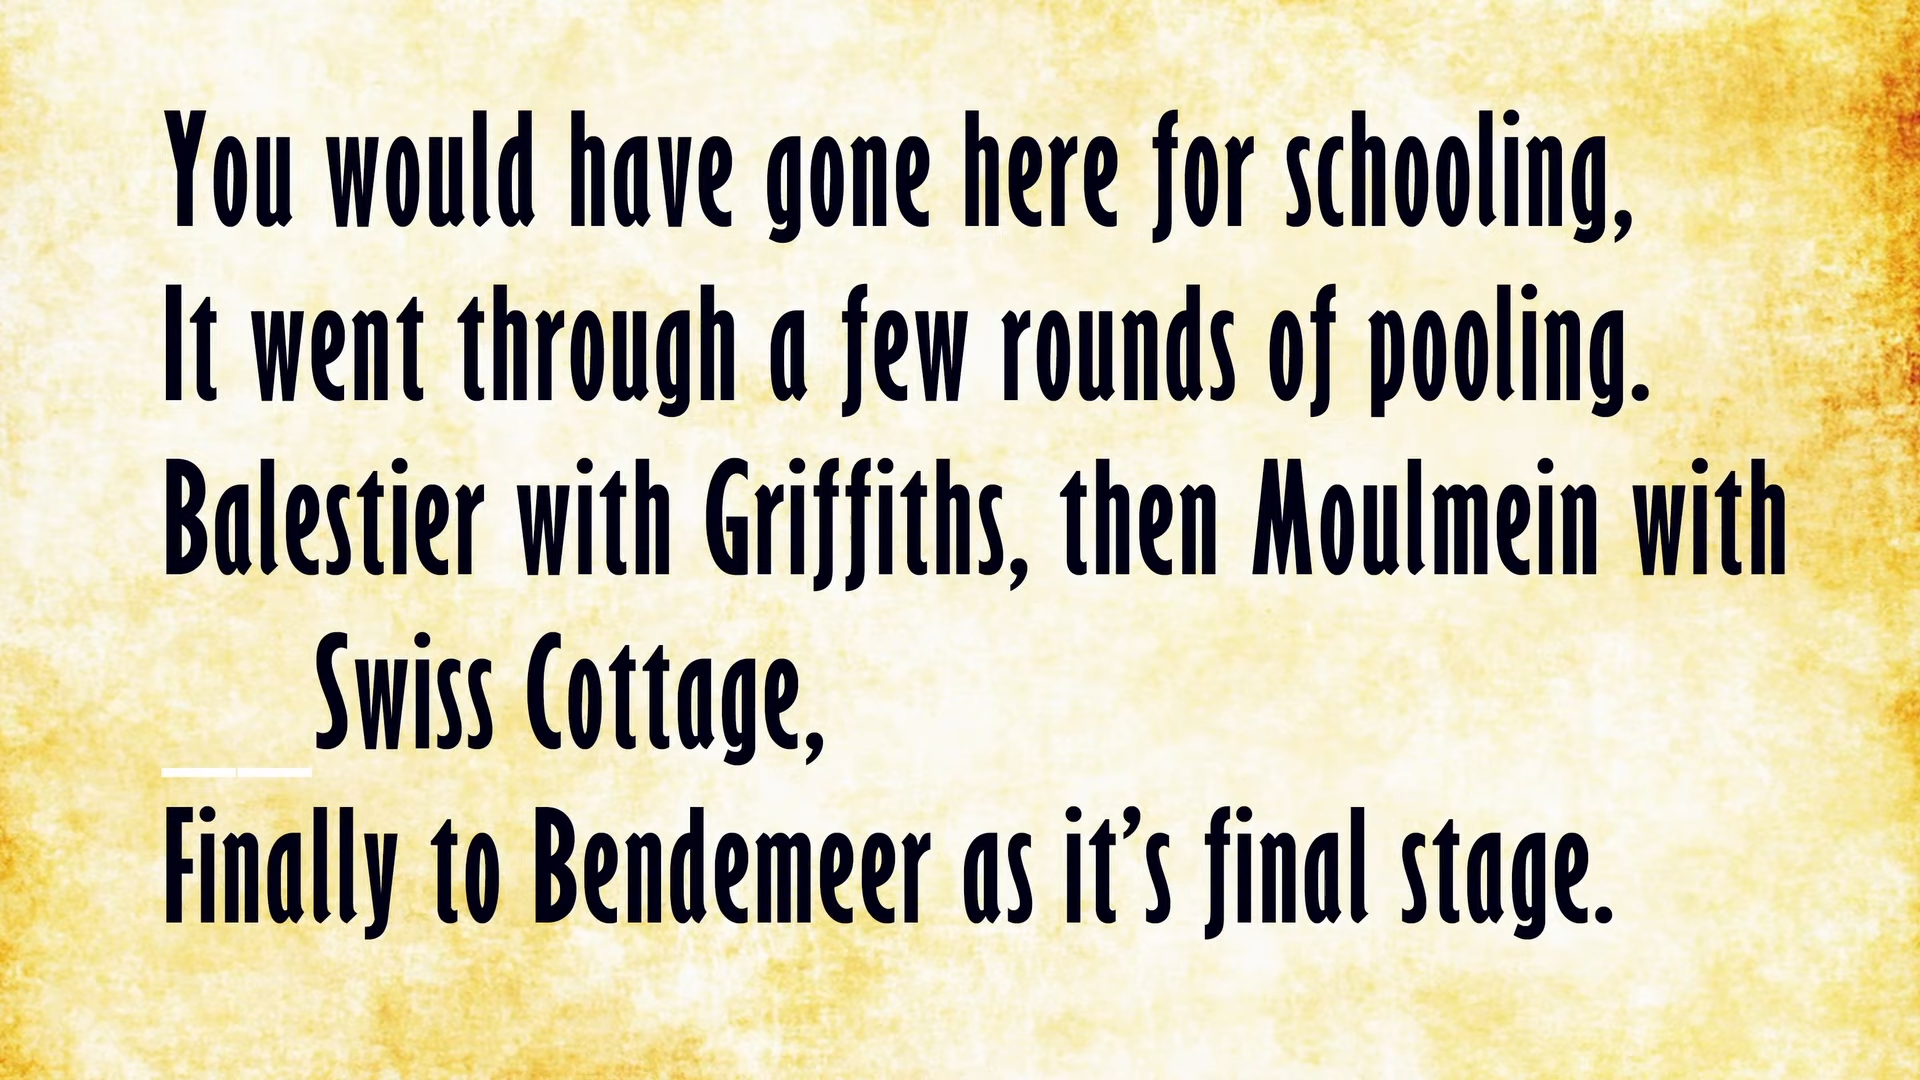 You would have gone here for schooling,
It went through a few rounds of pooling.
Balestier with Griffiths, then Moulmein with
Swiss Cottage,
Finally to Bendemeer as it’s final stage.